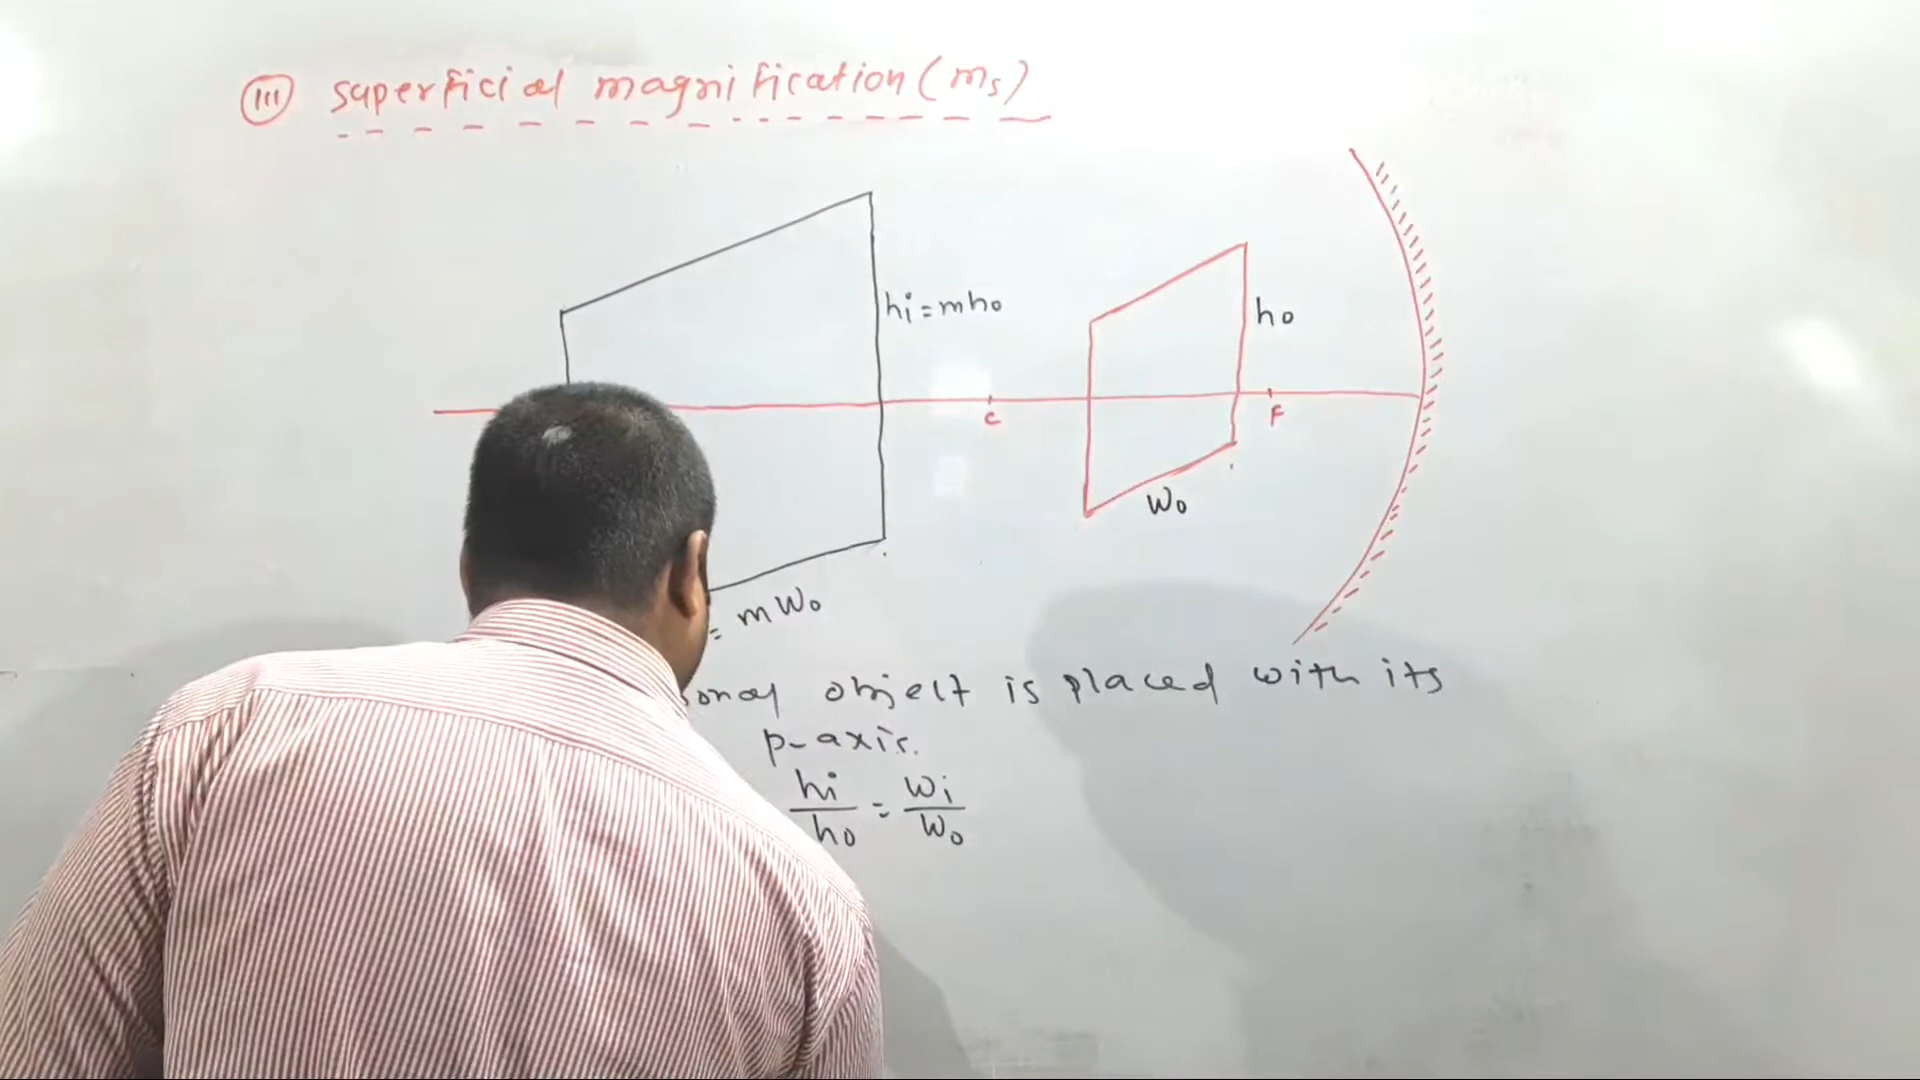 III superficial magnification (ms)
hi = mho
ho
C
F
Wo
= mWo
object is placed with its
p-axis.
hi/ho = Wi/Wo